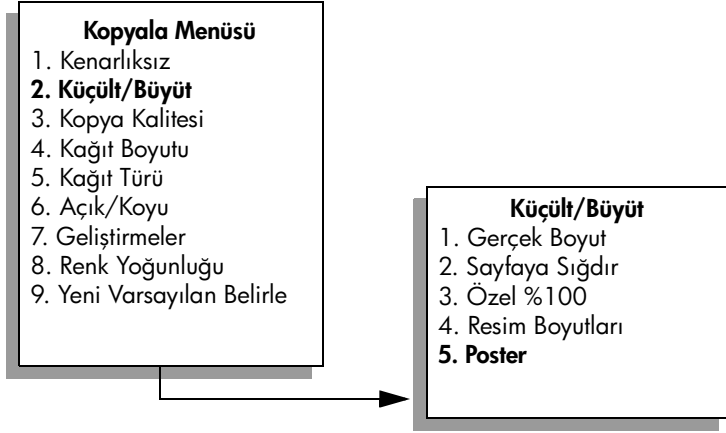 Kopyala Menüsü
1. Kenarlıksız
2. Küçült/Büyüt
3. Kopya Kalitesi
4. Kağıt Boyutu
5. Kağıt Türü
6. Açık/Koyu
7. Geliştirmeler
8. Renk Yoğunluğu
9. Yeni Varsayılan Belirle
Küçült/Büyüt
1. Gerçek Boyut
2. Sayfaya Sığdır
3. Özel %100
4. Resim Boyutları
5. Poster